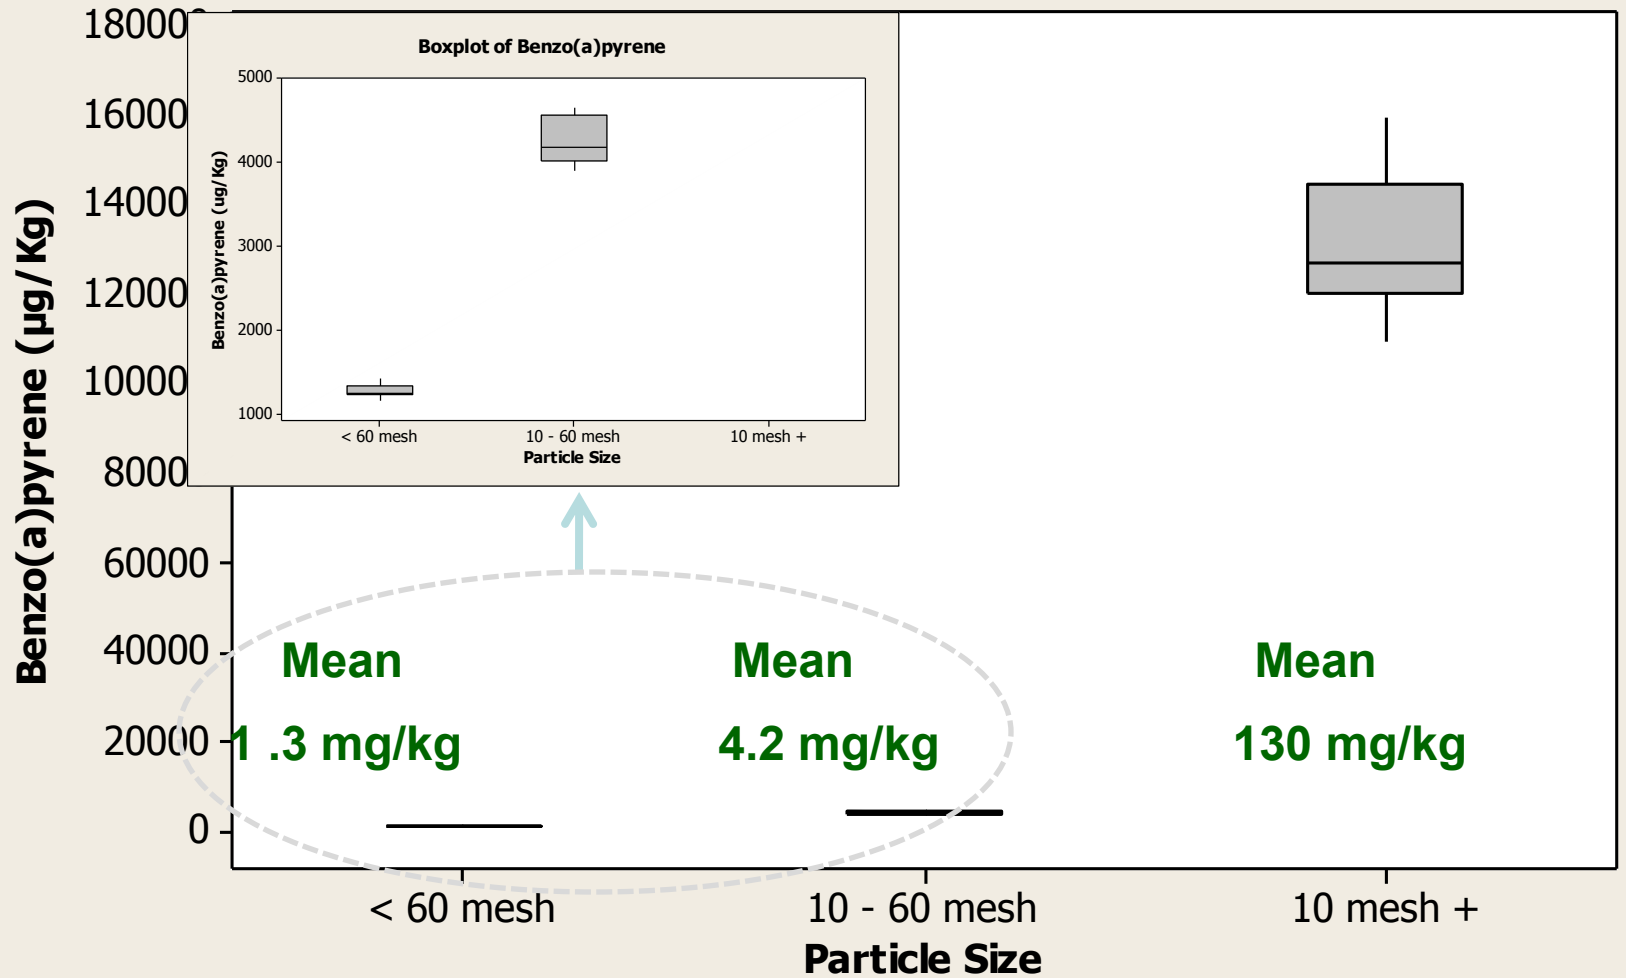 Benzo(a)pyrene (µg/Kg)
18000
16000
14000
12000
10000
8000
60000
40000
20000
0
Boxplot of Benzo(a)pyrene
Benzo(a)pyrene (ug/Kg)
5000
4000
3000
2000
1000
< 60 mesh 10 - 60 mesh 10 mesh +
Particle Size
Mean Mean Mean
1 .3 mg/kg 4.2 mg/kg 130 mg/kg
< 60 mesh 10 - 60 mesh 10 mesh +
Particle Size